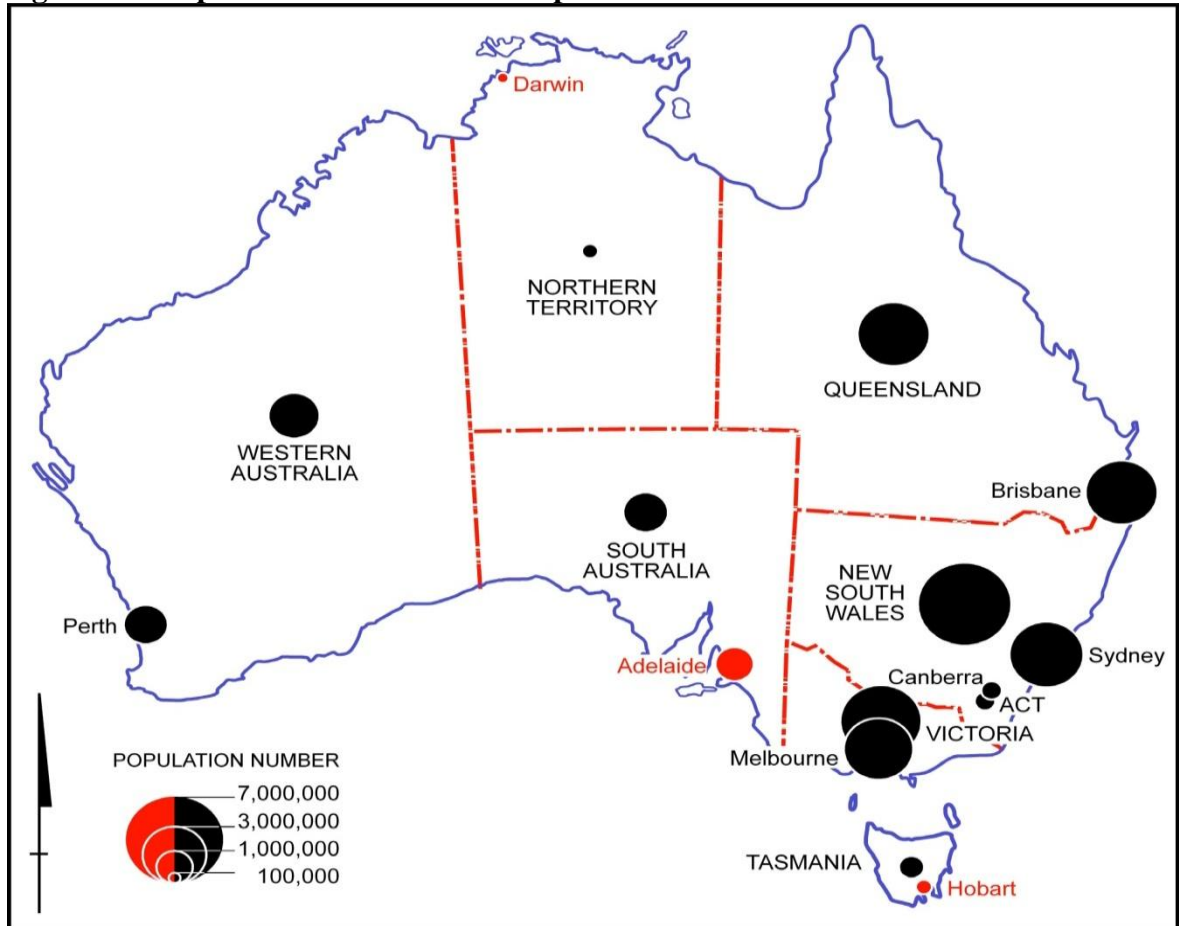 Darwin
NORTHERN
TERRITORY
QUEENSLAND
WESTERN
AUSTRALIA
Brisbane
SOUTH
AUSTRALIA
NEW
SOUTH
WALES
Perth
Sydney
Adelaide
Canberra
ACT
VICTORIA
Melbourne
POPULATION NUMBER
7,000,000
3,000,000
1,000,000
100,000
TASMANIA
Hobart